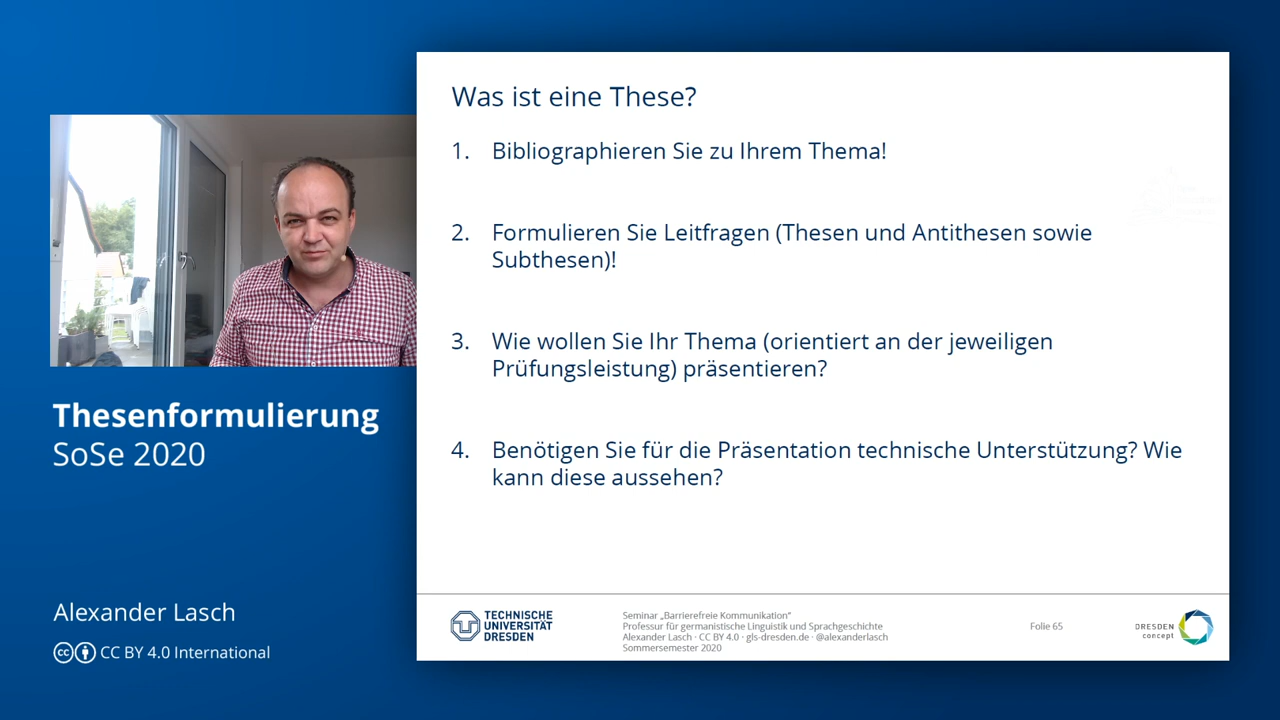 Was ist eine These?
1. Bibliographieren Sie zu Ihrem Thema!
2. Formulieren Sie Leitfragen (Thesen und Antithesen sowie
Subthesen)!
3. Wie wollen Sie Ihr Thema (orientiert an der jeweiligen
Prüfungsleistung) präsentieren?
4. Benötigen Sie für die Präsentation technische Unterstützung? Wie
kann diese aussehen?
Thesenformulierung
SoSe 2020
Alexander Lasch
CC BY 4.0 International
TECHNISCHE
UNIVERSITÄT
DRESDEN
Seminar „Barrierefreie Kommunikation“
Professur für germanistische Linguistik und Sprachgeschichte
Alexander Lasch · CC BY 4.0 · gls-dresden.de · @alexanderlasch
Sommersemester 2020
Folie 65
DRESDEN
concept